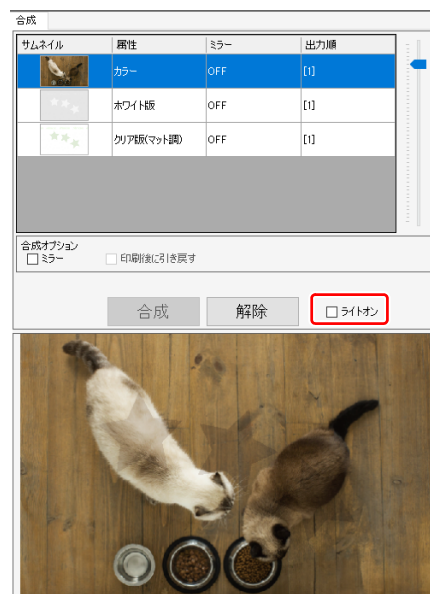 合成
サムネイル 属性 ミラー 出力順
カラー OFF [1]
ホワイト版 OFF [1]
クリア版(マット調) OFF [1]
合成オプション
ミラー 印刷後に引き戻す
合成 解除 ライトオン